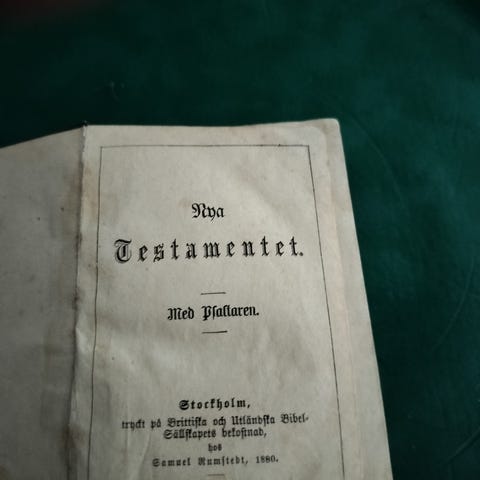 Nya
Testamentet.
Med Psaltaren.
Stockholm,
tryckt på Brittiska och Utländska Bibel-
Sällskapets bekostnad,
hos
Samuel Rumstedt, 1880.